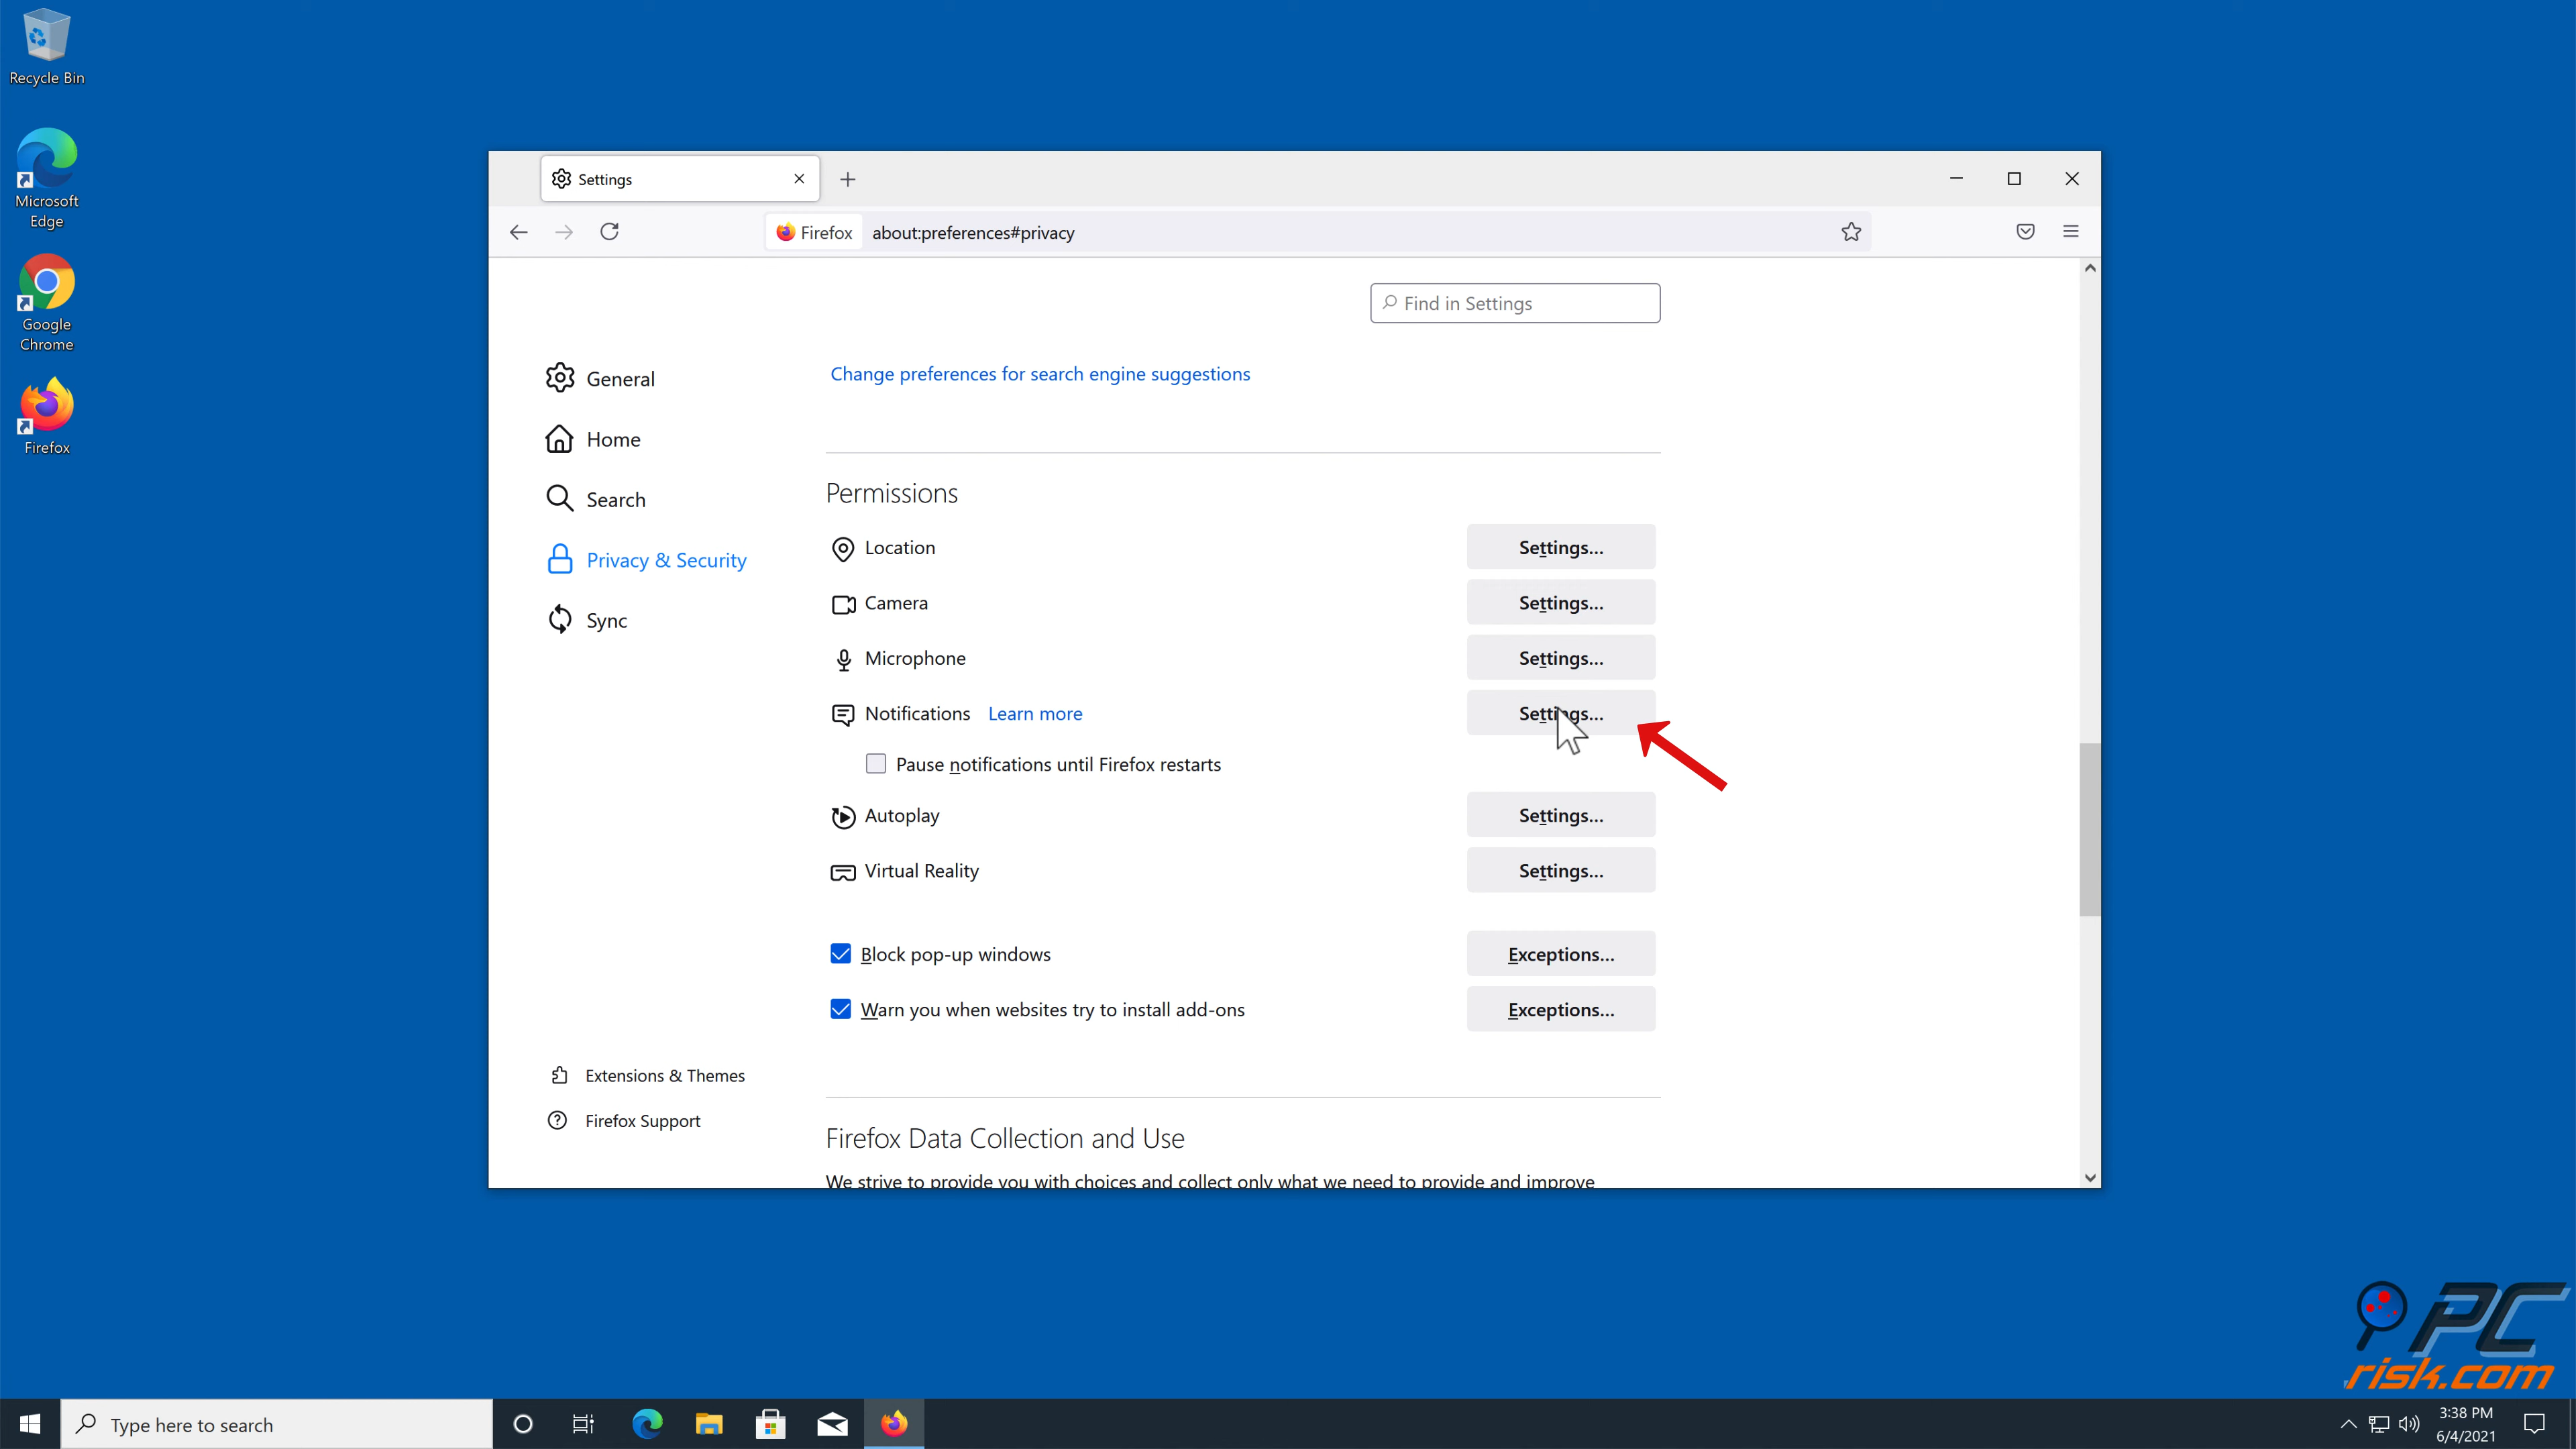 Recycle Bin
Microsoft
Edge
Google
Chrome
Firefox
Settings
Firefox
about:preferences#privacy
Find in Settings
General
Home
Search
Privacy & Security
Sync
Extensions & Themes
Firefox Support
Change preferences for search engine suggestions
Permissions
Location Settings...
Camera Settings...
Microphone Settings...
Notifications Learn more Settings...
Pause notifications until Firefox restarts
Autoplay Settings...
Virtual Reality Settings...
Block pop-up windows Exceptions...
Warn you when websites try to install add-ons Exceptions...
Firefox Data Collection and Use
We strive to provide you with choices and collect only what we need to provide and improve
PC
risk.com
Type here to search
3:38 PM
6/4/2021